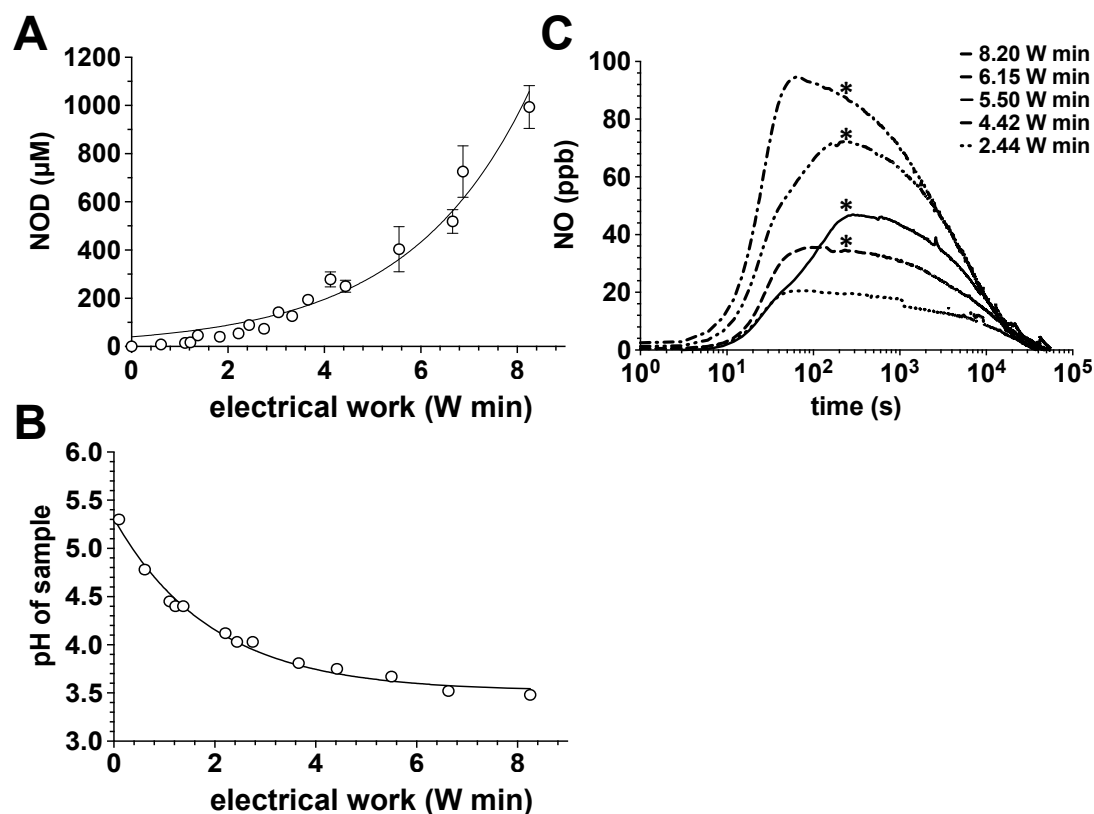 A
NOD (µM)
1200
1000
800
600
400
200
0
0 2 4 6 8
electrical work (W min)
B
pH of sample
6.0
5.5
5.0
4.5
4.0
3.5
3.0
0 2 4 6 8
electrical work (W min)
C
8.20 W min
6.15 W min
5.50 W min
4.42 W min
2.44 W min
NO (ppb)
100
80
60
40
20
0
*
*
*
*
10⁰ 10¹ 10² 10³ 10⁴ 10⁵
time (s)